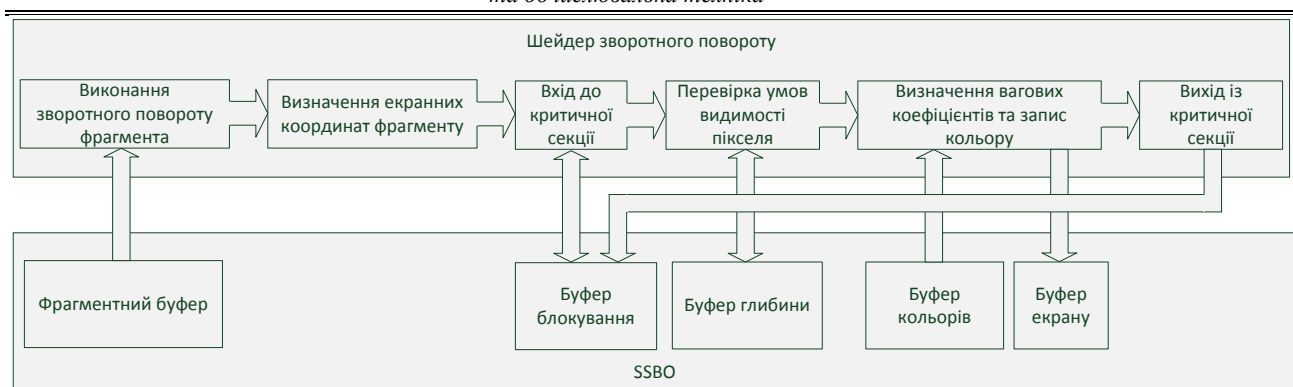 Шейдер зворотного повороту
Виконання
зворотного повороту
фрагмента
Визначення екранних
координат фрагменту
Вхід до
критичної
секції
Перевірка умов
видимості
пікселя
Визначення вагових
коефіцієнтів та запис
кольору
Вихід із
критичної
секції
Фрагментний буфер
Буфер
блокування
Буфер глибини
Буфер
кольорів
Буфер
екрану
SSBO